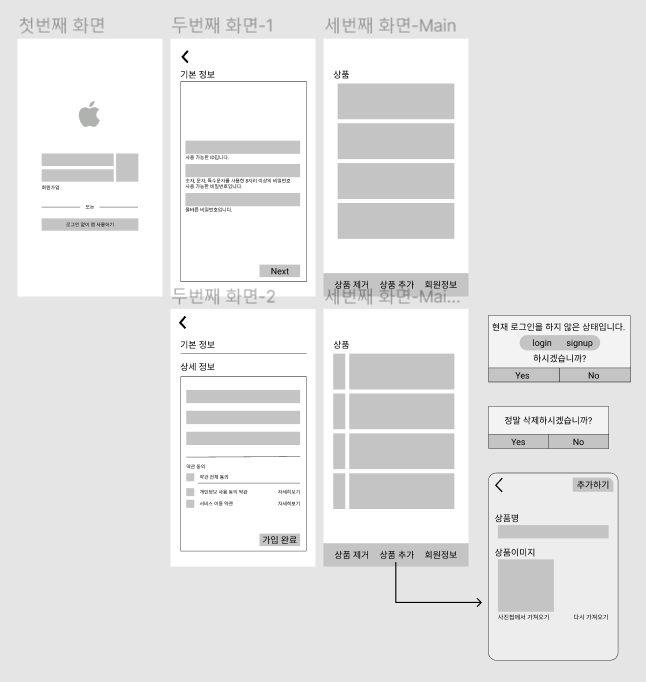 첫번째 화면
회원가입
또는
로그인 없이 앱 사용하기
두번째 화면-1
기본 정보
사용 가능한 ID입니다.
숫자, 문자, 특수문자를 사용한 8자리 이상의 비밀번호
사용 가능한 비밀번호입니다.
올바른 비밀번호입니다.
Next
세번째 화면-Main
상품
상품 제거 상품 추가 회원정보
두번째 화면-2
기본 정보
상세 정보
약관 동의
약관 전체 동의
개인정보 사용 동의 약관 자세히보기
서비스 이용 약관 자세히보기
가입 완료
세번째 화면-Mai...
상품
상품 제거 상품 추가 회원정보
현재 로그인을 하지 않은 상태입니다.
login signup
하시겠습니까?
Yes No
정말 삭제하시겠습니까?
Yes No
추가하기
상품명
상품이미지
사진첩에서 가져오기 다시 가져오기